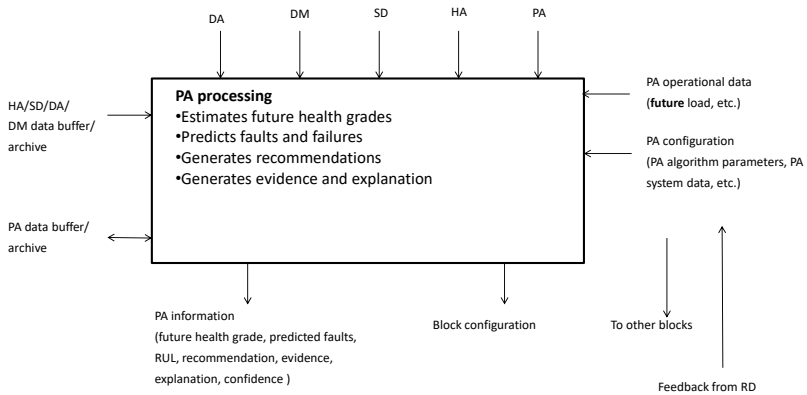 DA
DM
SD
HA
PA
HA/SD/DA/
DM data buffer/
archive
PA processing
•Estimates future health grades
•Predicts faults and failures
•Generates recommendations
•Generates evidence and explanation
PA operational data
(future load, etc.)
PA configuration
(PA algorithm parameters, PA
system data, etc.)
PA data buffer/
archive
PA information
(future health grade, predicted faults,
RUL, recommendation, evidence,
explanation, confidence )
Block configuration
To other blocks
Feedback from RD